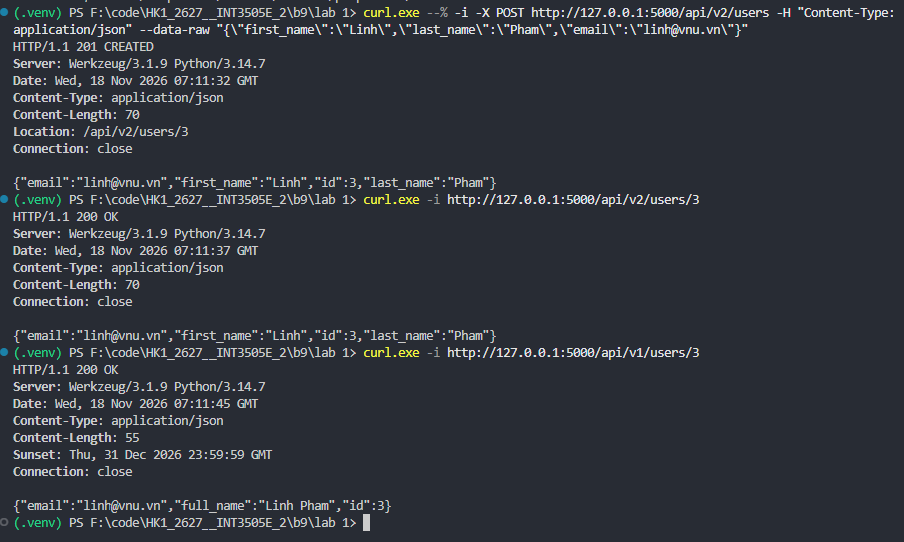 (.venv) PS F:\code\HK1_2627__INT3505E_2\b9\lab 1> curl.exe --% -i -X POST http://127.0.0.1:5000/api/v2/users -H "Content-Type:
application/json" --data-raw "{\"first_name\":\"Linh\",\"last_name\":\"Pham\",\"email\":\"linh@vnu.vn\"}"
HTTP/1.1 201 CREATED
Server: Werkzeug/3.1.9 Python/3.14.7
Date: Wed, 18 Nov 2026 07:11:32 GMT
Content-Type: application/json
Content-Length: 70
Location: /api/v2/users/3
Connection: close

{"email":"linh@vnu.vn","first_name":"Linh","id":3,"last_name":"Pham"}
(.venv) PS F:\code\HK1_2627__INT3505E_2\b9\lab 1> curl.exe -i http://127.0.0.1:5000/api/v2/users/3
HTTP/1.1 200 OK
Server: Werkzeug/3.1.9 Python/3.14.7
Date: Wed, 18 Nov 2026 07:11:37 GMT
Content-Type: application/json
Content-Length: 70
Connection: close

{"email":"linh@vnu.vn","first_name":"Linh","id":3,"last_name":"Pham"}
(.venv) PS F:\code\HK1_2627__INT3505E_2\b9\lab 1> curl.exe -i http://127.0.0.1:5000/api/v1/users/3
HTTP/1.1 200 OK
Server: Werkzeug/3.1.9 Python/3.14.7
Date: Wed, 18 Nov 2026 07:11:45 GMT
Content-Type: application/json
Content-Length: 55
Sunset: Thu, 31 Dec 2026 23:59:59 GMT
Connection: close

{"email":"linh@vnu.vn","full_name":"Linh Pham","id":3}
(.venv) PS F:\code\HK1_2627__INT3505E_2\b9\lab 1>